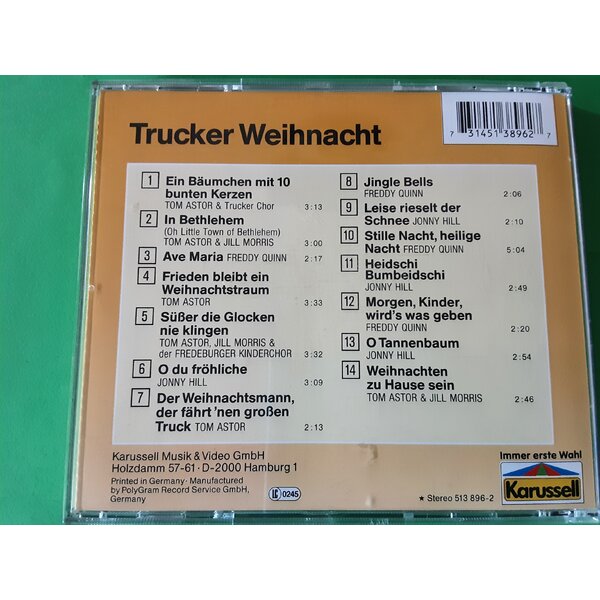 Trucker Weihnacht
7 31451 38962 7
1 Ein Bäumchen mit 10
bunten Kerzen
TOM ASTOR & Trucker Chor 3:13
2 In Bethlehem
(Oh Little Town of Bethlehem)
TOM ASTOR & JILL MORRIS 3:00
3 Ave Maria FREDDY QUINN 2:17
4 Frieden bleibt ein
Weihnachtstraum
TOM ASTOR 3:33
5 Süßer die Glocken
nie klingen
TOM ASTOR, JILL MORRIS &
der FREDEBURGER KINDERCHOR 3:32
6 O du fröhliche
JONNY HILL 3:09
7 Der Weihnachtsmann,
der fährt 'nen großen
Truck TOM ASTOR 2:13
8 Jingle Bells
FREDDY QUINN 2:06
9 Leise rieselt der
Schnee JONNY HILL 2:10
10 Stille Nacht, heilige
Nacht FREDDY QUINN 5:04
11 Heidschi
Bumbeidschi
JONNY HILL 2:49
12 Morgen, Kinder,
wird's was geben
FREDDY QUINN 2:20
13 O Tannenbaum
JONNY HILL 2:54
14 Weihnachten
zu Hause sein
TOM ASTOR & JILL MORRIS 2:46
Karussell Musik & Video GmbH
Holzdamm 57-61 · D-2000 Hamburg 1
Printed in Germany · Manufactured
by PolyGram Record Service GmbH,
Germany
LC 0245
★ Stereo 513 896-2
Immer erste Wahl
Karussell